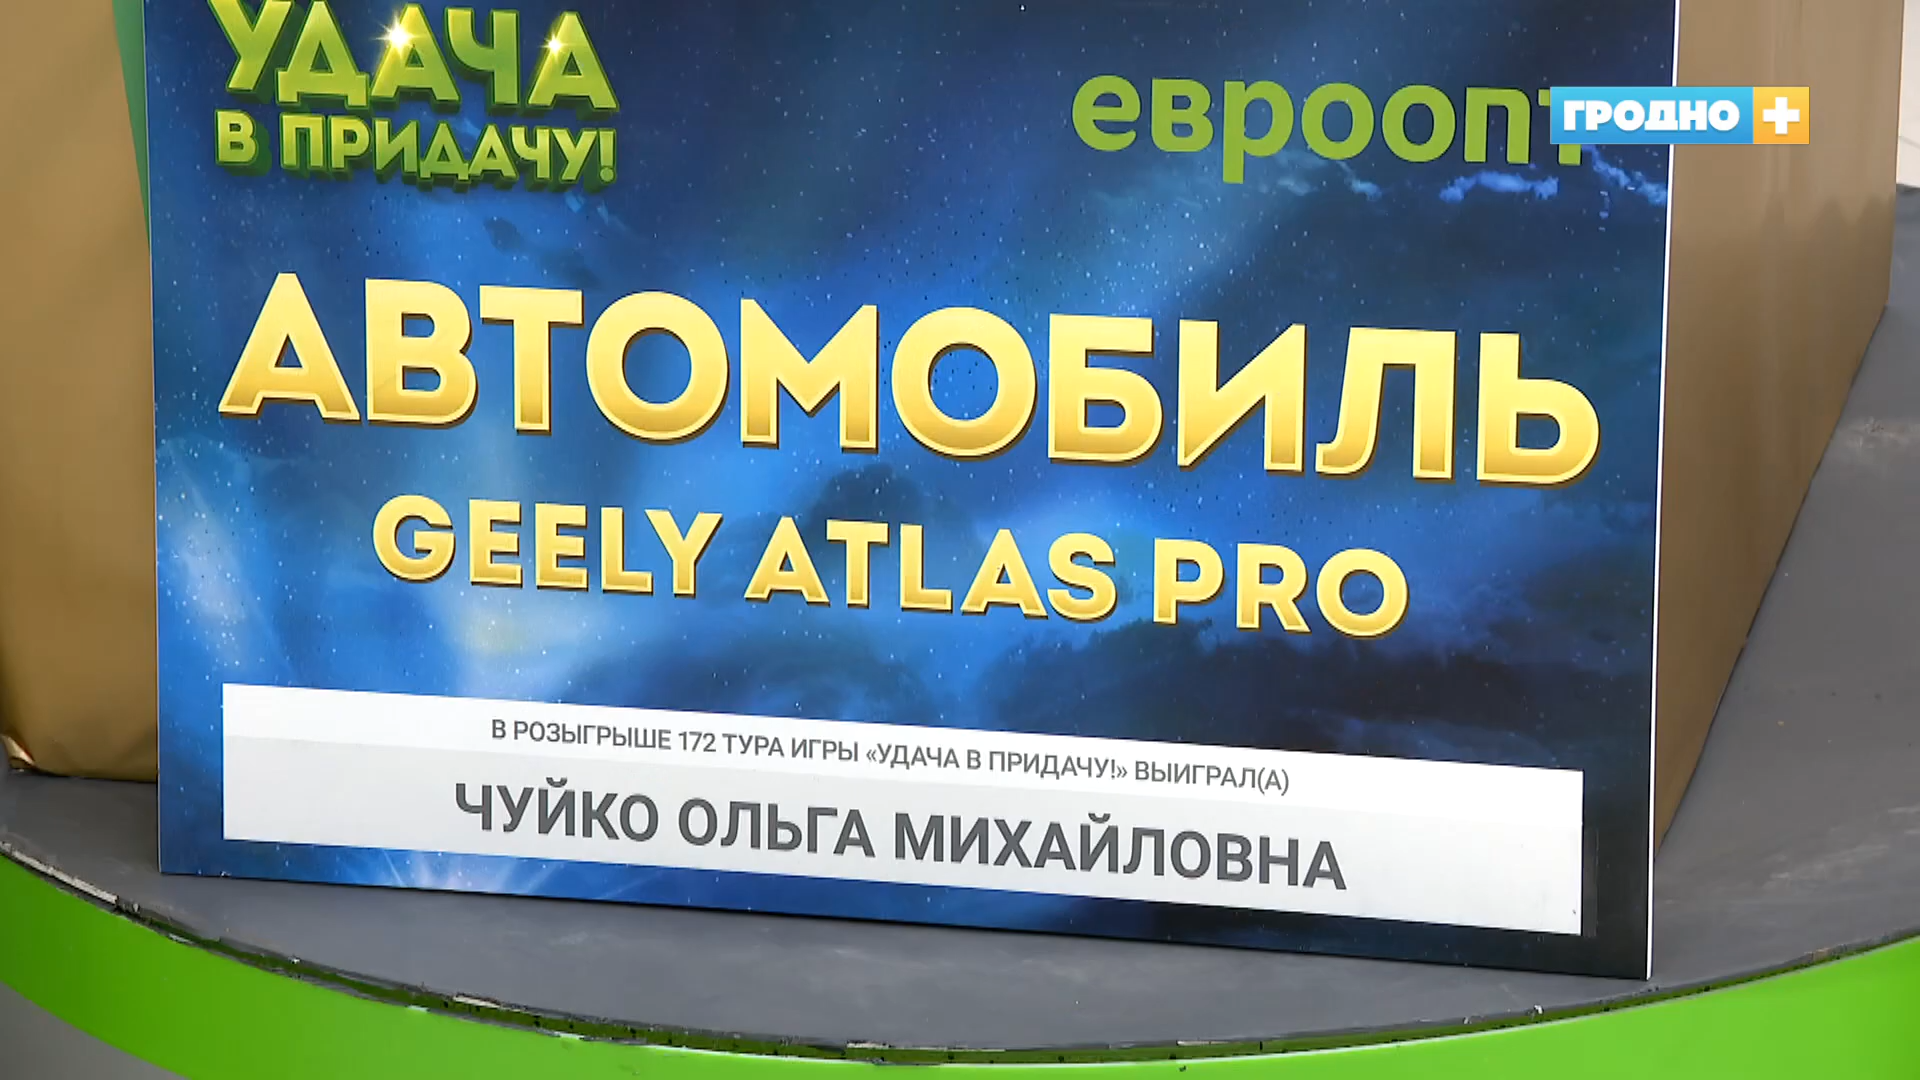 УДАЧА
В ПРИДАЧУ!
евроопт
ГРОДНО +
АВТОМОБИЛЬ
GEELY ATLAS PRO
В РОЗЫГРЫШЕ 172 ТУРА ИГРЫ «УДАЧА В ПРИДАЧУ!» ВЫИГРАЛ(А)
ЧУЙКО ОЛЬГА МИХАЙЛОВНА